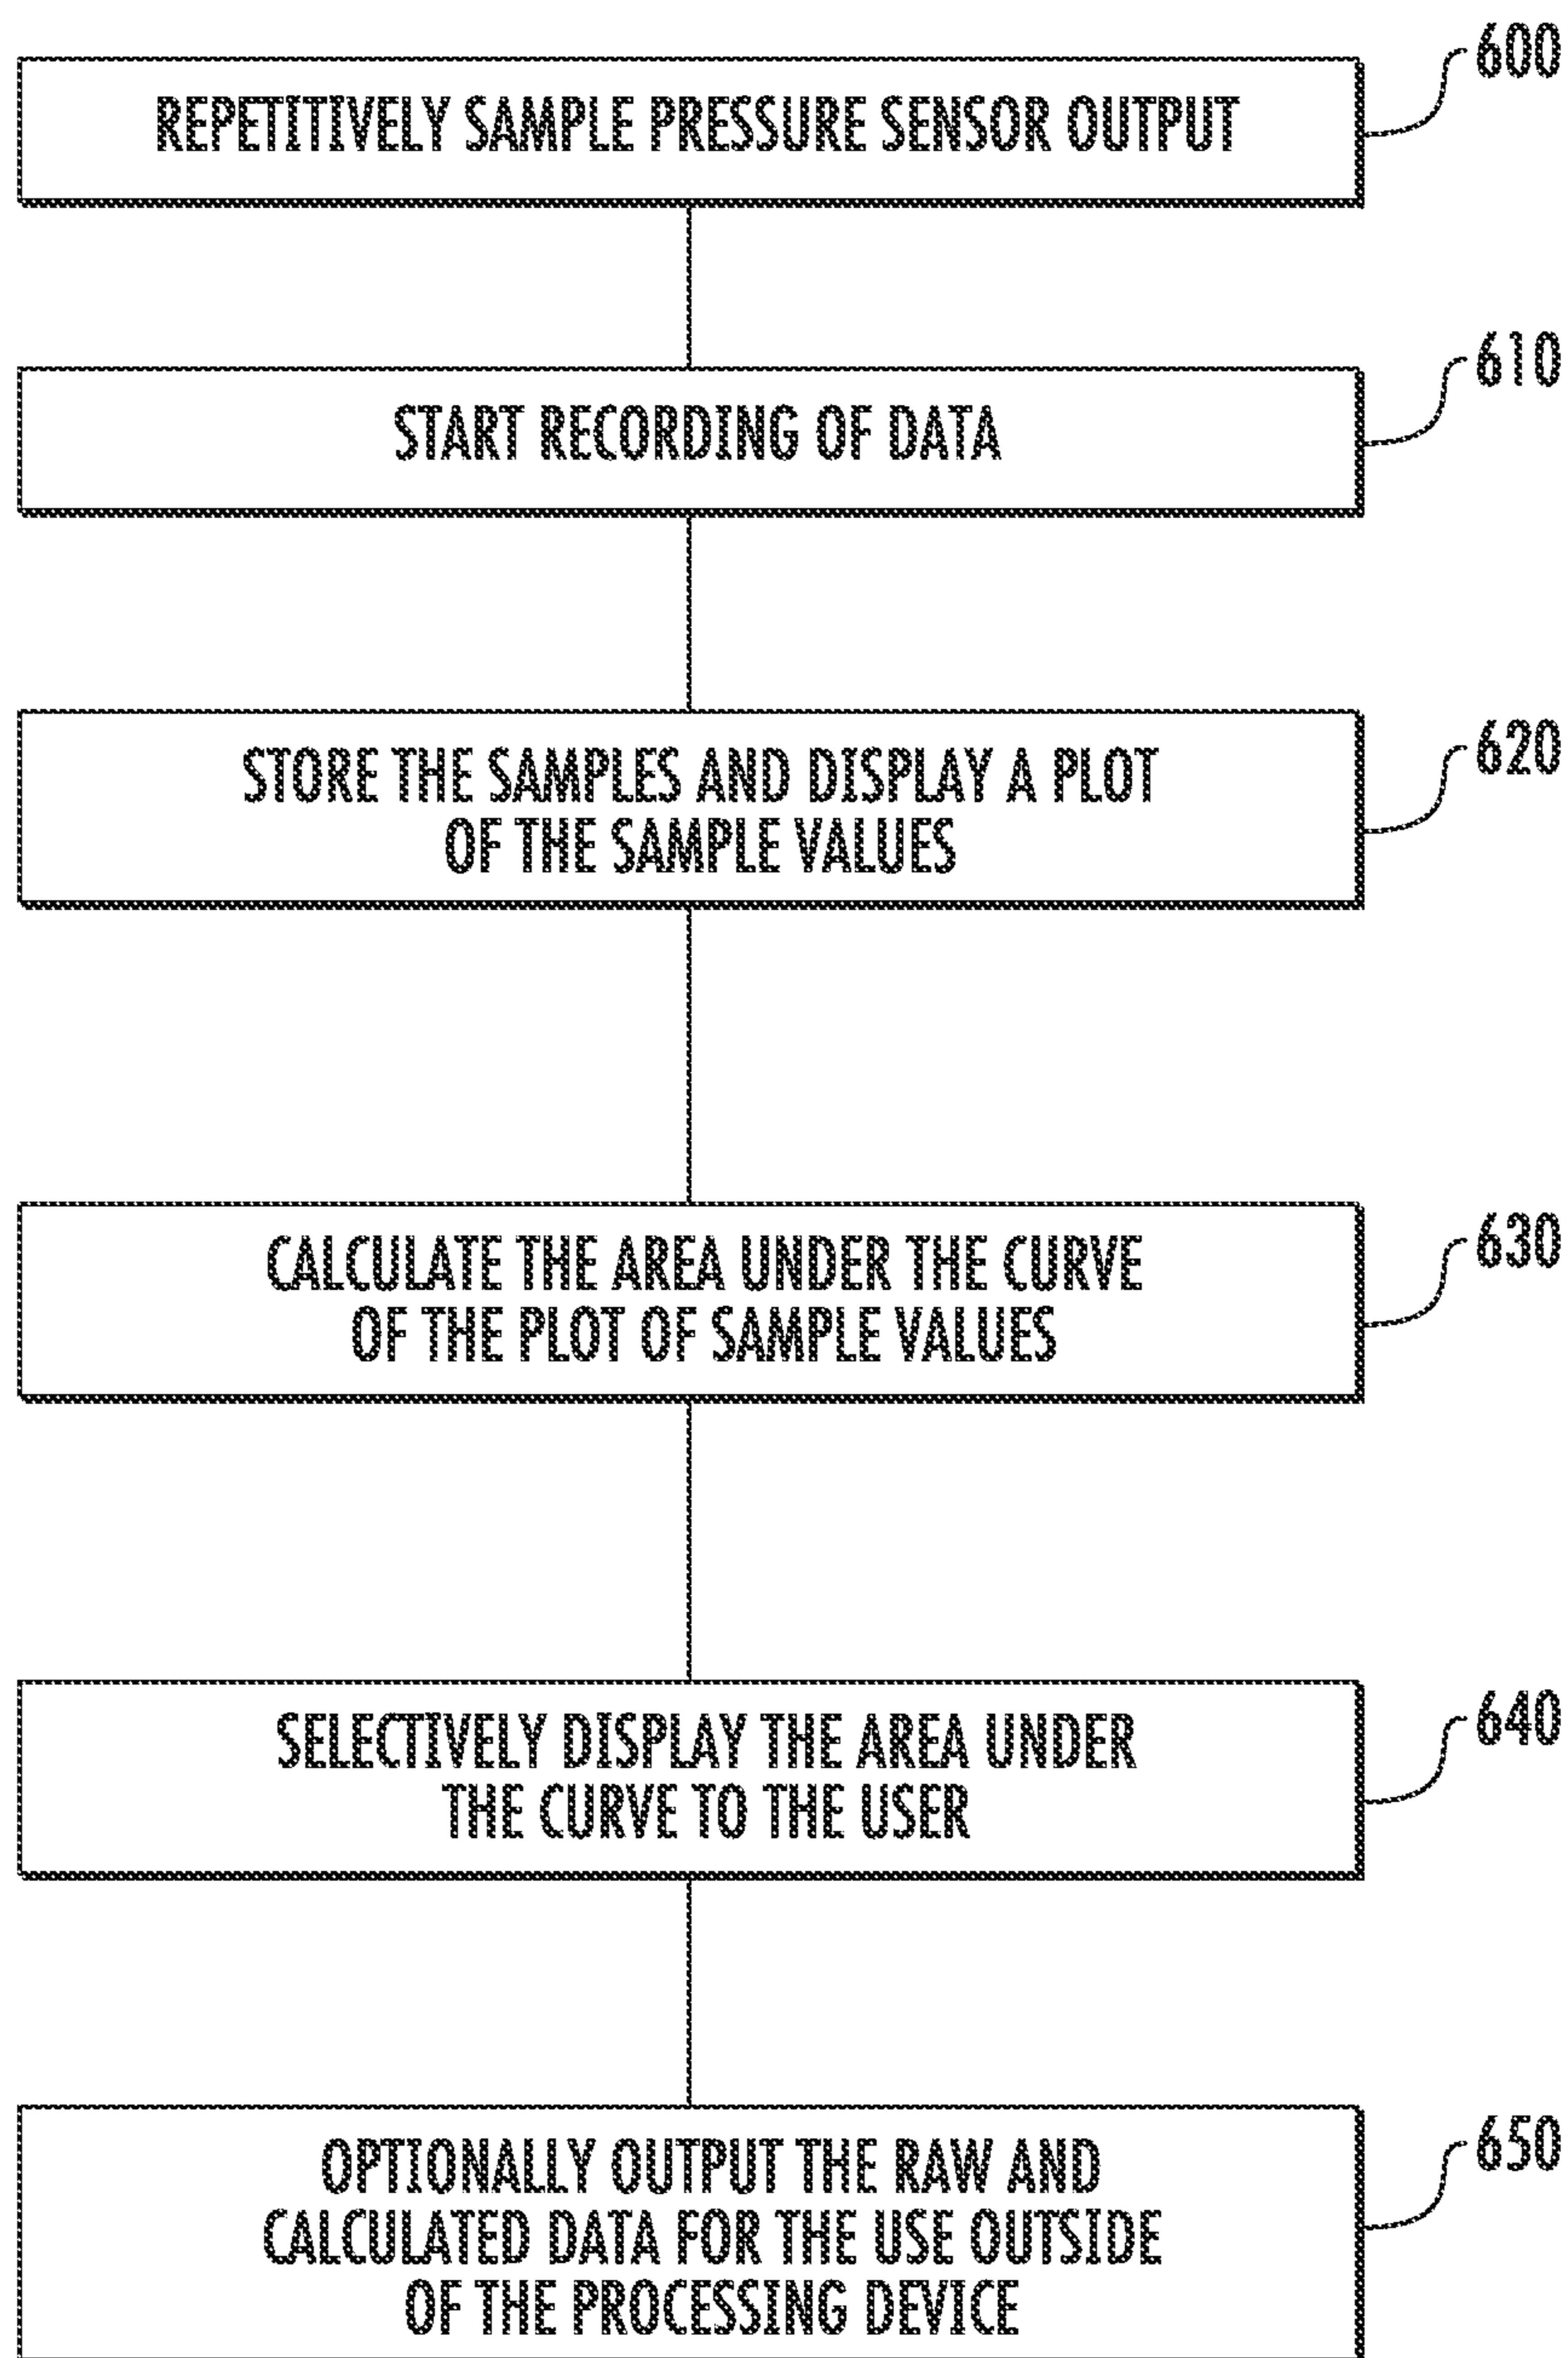 600
REPETITIVELY SAMPLE PRESSURE SENSOR OUTPUT
610
START RECORDING OF DATA
620
STORE THE SAMPLES AND DISPLAY A PLOT
OF THE SAMPLE VALUES
630
CALCULATE THE AREA UNDER THE CURVE
OF THE PLOT OF SAMPLE VALUES
640
SELECTIVELY DISPLAY THE AREA UNDER
THE CURVE TO THE USER
650
OPTIONALLY OUTPUT THE RAW AND
CALCULATED DATA FOR THE USE OUTSIDE
OF THE PROCESSING DEVICE